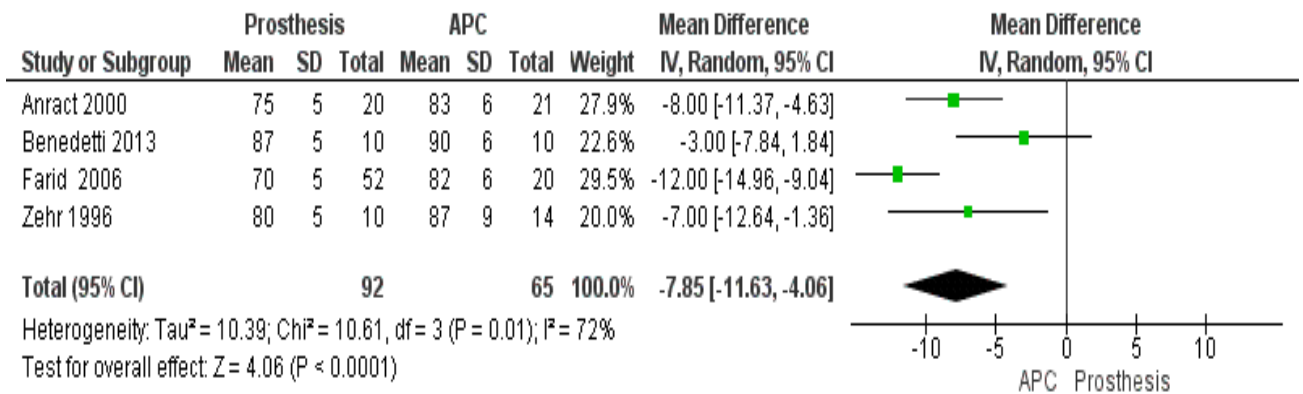 Prosthesis APC Mean Difference Mean Difference
Study or Subgroup Mean SD Total Mean SD Total Weight IV, Random, 95% CI IV, Random, 95% CI
Anract 2000 75 5 20 83 6 21 27.9% -8.00 [-11.37, -4.63]
Benedetti 2013 87 5 10 90 6 10 22.6% -3.00 [-7.84, 1.84]
Farid 2006 70 5 52 82 6 20 29.5% -12.00 [-14.96, -9.04]
Zehr 1996 80 5 10 87 9 14 20.0% -7.00 [-12.64, -1.36]
Total (95% CI) 92 65 100.0% -7.85 [-11.63, -4.06]
Heterogeneity: Tau² = 10.39; Chi² = 10.61, df = 3 (P = 0.01); I² = 72%
Test for overall effect: Z = 4.06 (P < 0.0001)
-10 -5 0 5 10
APC Prosthesis